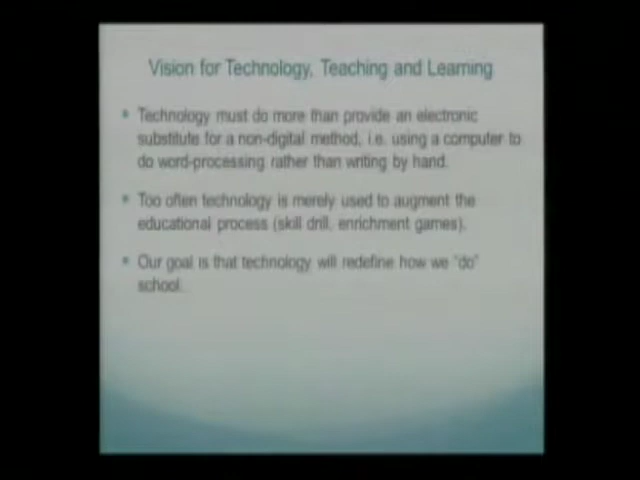 Vision for Technology, Teaching and Learning
Technology must do more than provide an electronic
substitute for a non-digital method, i.e. using a computer to
do word-processing rather than writing by hand.
Too often technology is merely used to augment the
educational process (skill drill, enrichment games).
Our goal is that technology will redefine how we "do"
school.